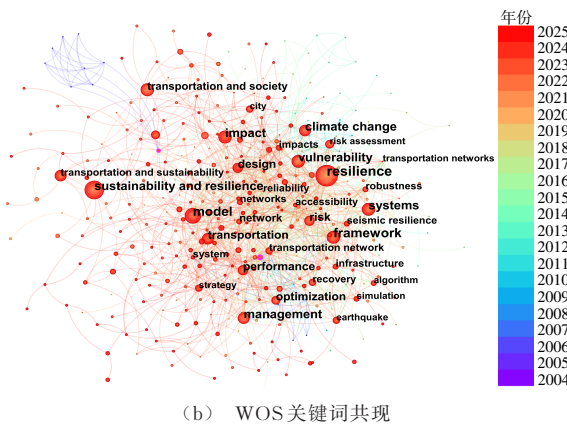 年份
2025
2024
2023
2022
2021
2020
2019
2018
2017
2016
2015
2014
2013
2012
2011
2010
2009
2008
2007
2006
2005
2004
transportation and society
city
climate change
impact
risk assessment
impacts
vulnerability
transportation networks
design
transportation and sustainability
resilience
sustainability and resilience
reliability
robustness
networks
accessibility
systems
model
network
risk
seismic resilience
transportation
framework
transportation network
system
performance
infrastructure
recovery
algorithm
strategy
optimization
simulation
management
earthquake
(b) WOS关键词共现